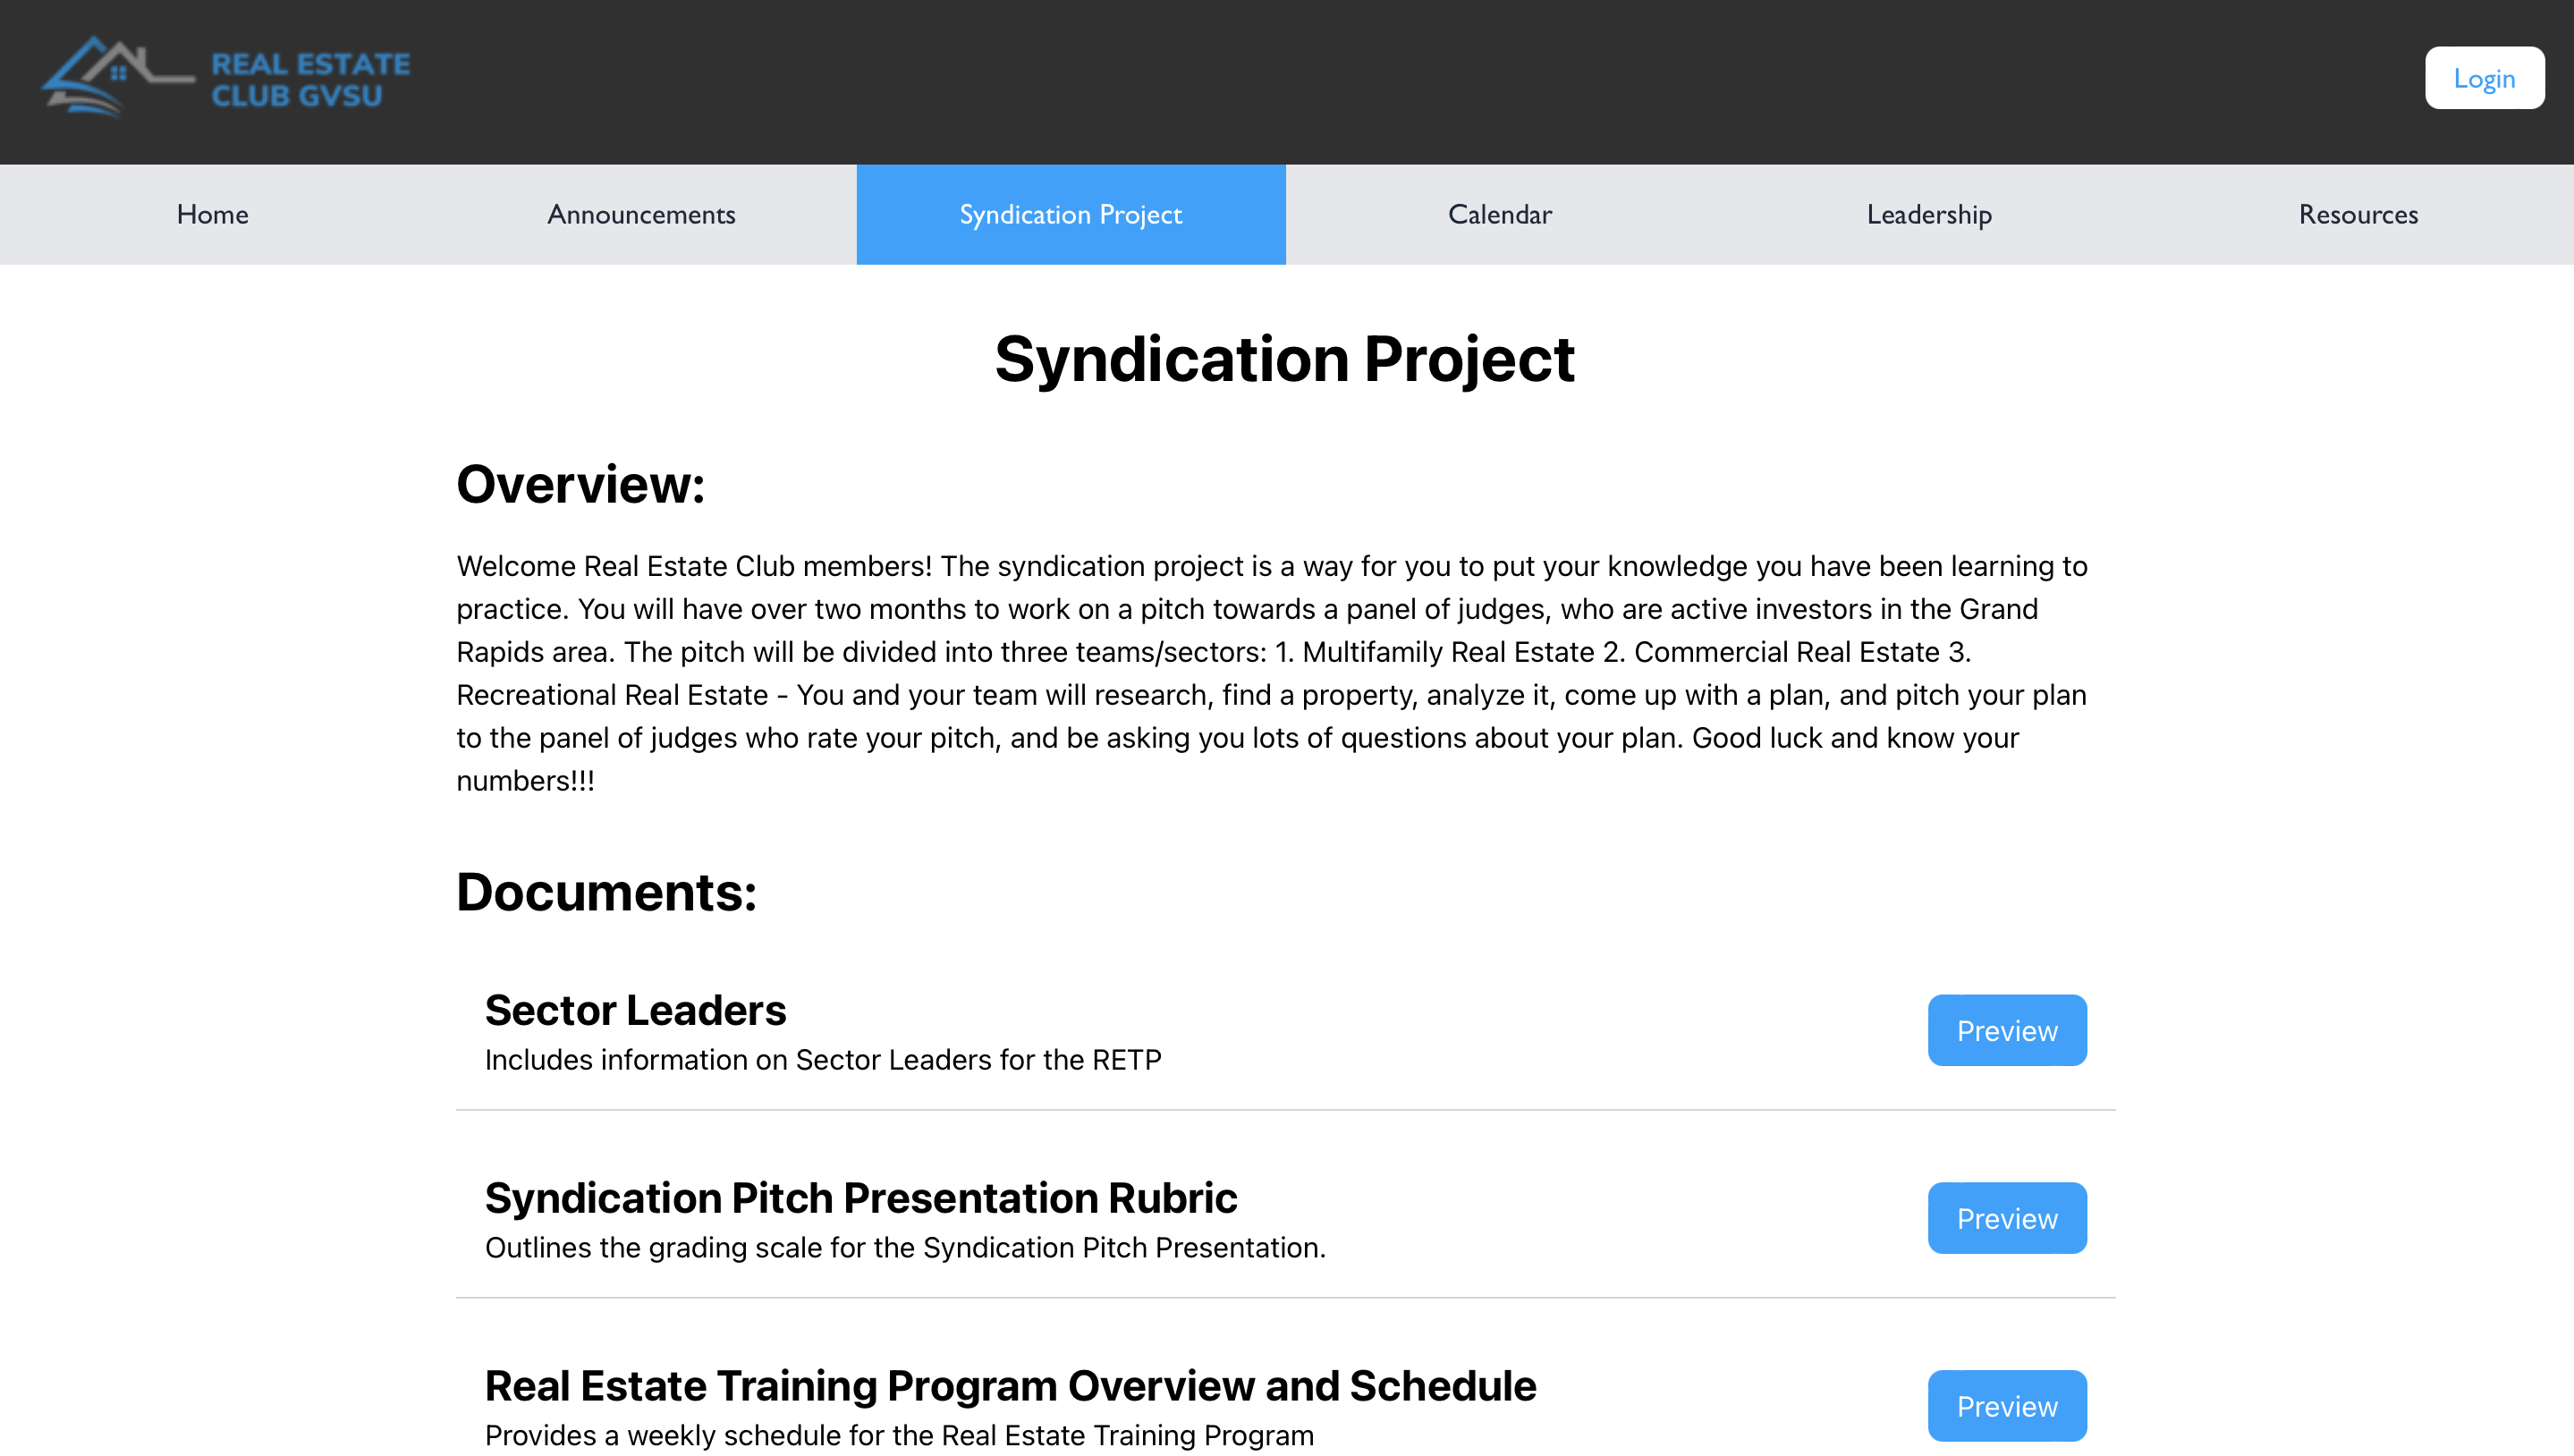 REAL ESTATE
CLUB GVSU
Login
Home
Announcements
Syndication Project
Calendar
Leadership
Resources
Syndication Project
Overview:
Welcome Real Estate Club members! The syndication project is a way for you to put your knowledge you have been learning to
practice. You will have over two months to work on a pitch towards a panel of judges, who are active investors in the Grand
Rapids area. The pitch will be divided into three teams/sectors: 1. Multifamily Real Estate 2. Commercial Real Estate 3.
Recreational Real Estate - You and your team will research, find a property, analyze it, come up with a plan, and pitch your plan
to the panel of judges who rate your pitch, and be asking you lots of questions about your plan. Good luck and know your
numbers!!!
Documents:
Sector Leaders
Includes information on Sector Leaders for the RETP
Preview
Syndication Pitch Presentation Rubric
Outlines the grading scale for the Syndication Pitch Presentation.
Preview
Real Estate Training Program Overview and Schedule
Provides a weekly schedule for the Real Estate Training Program
Preview